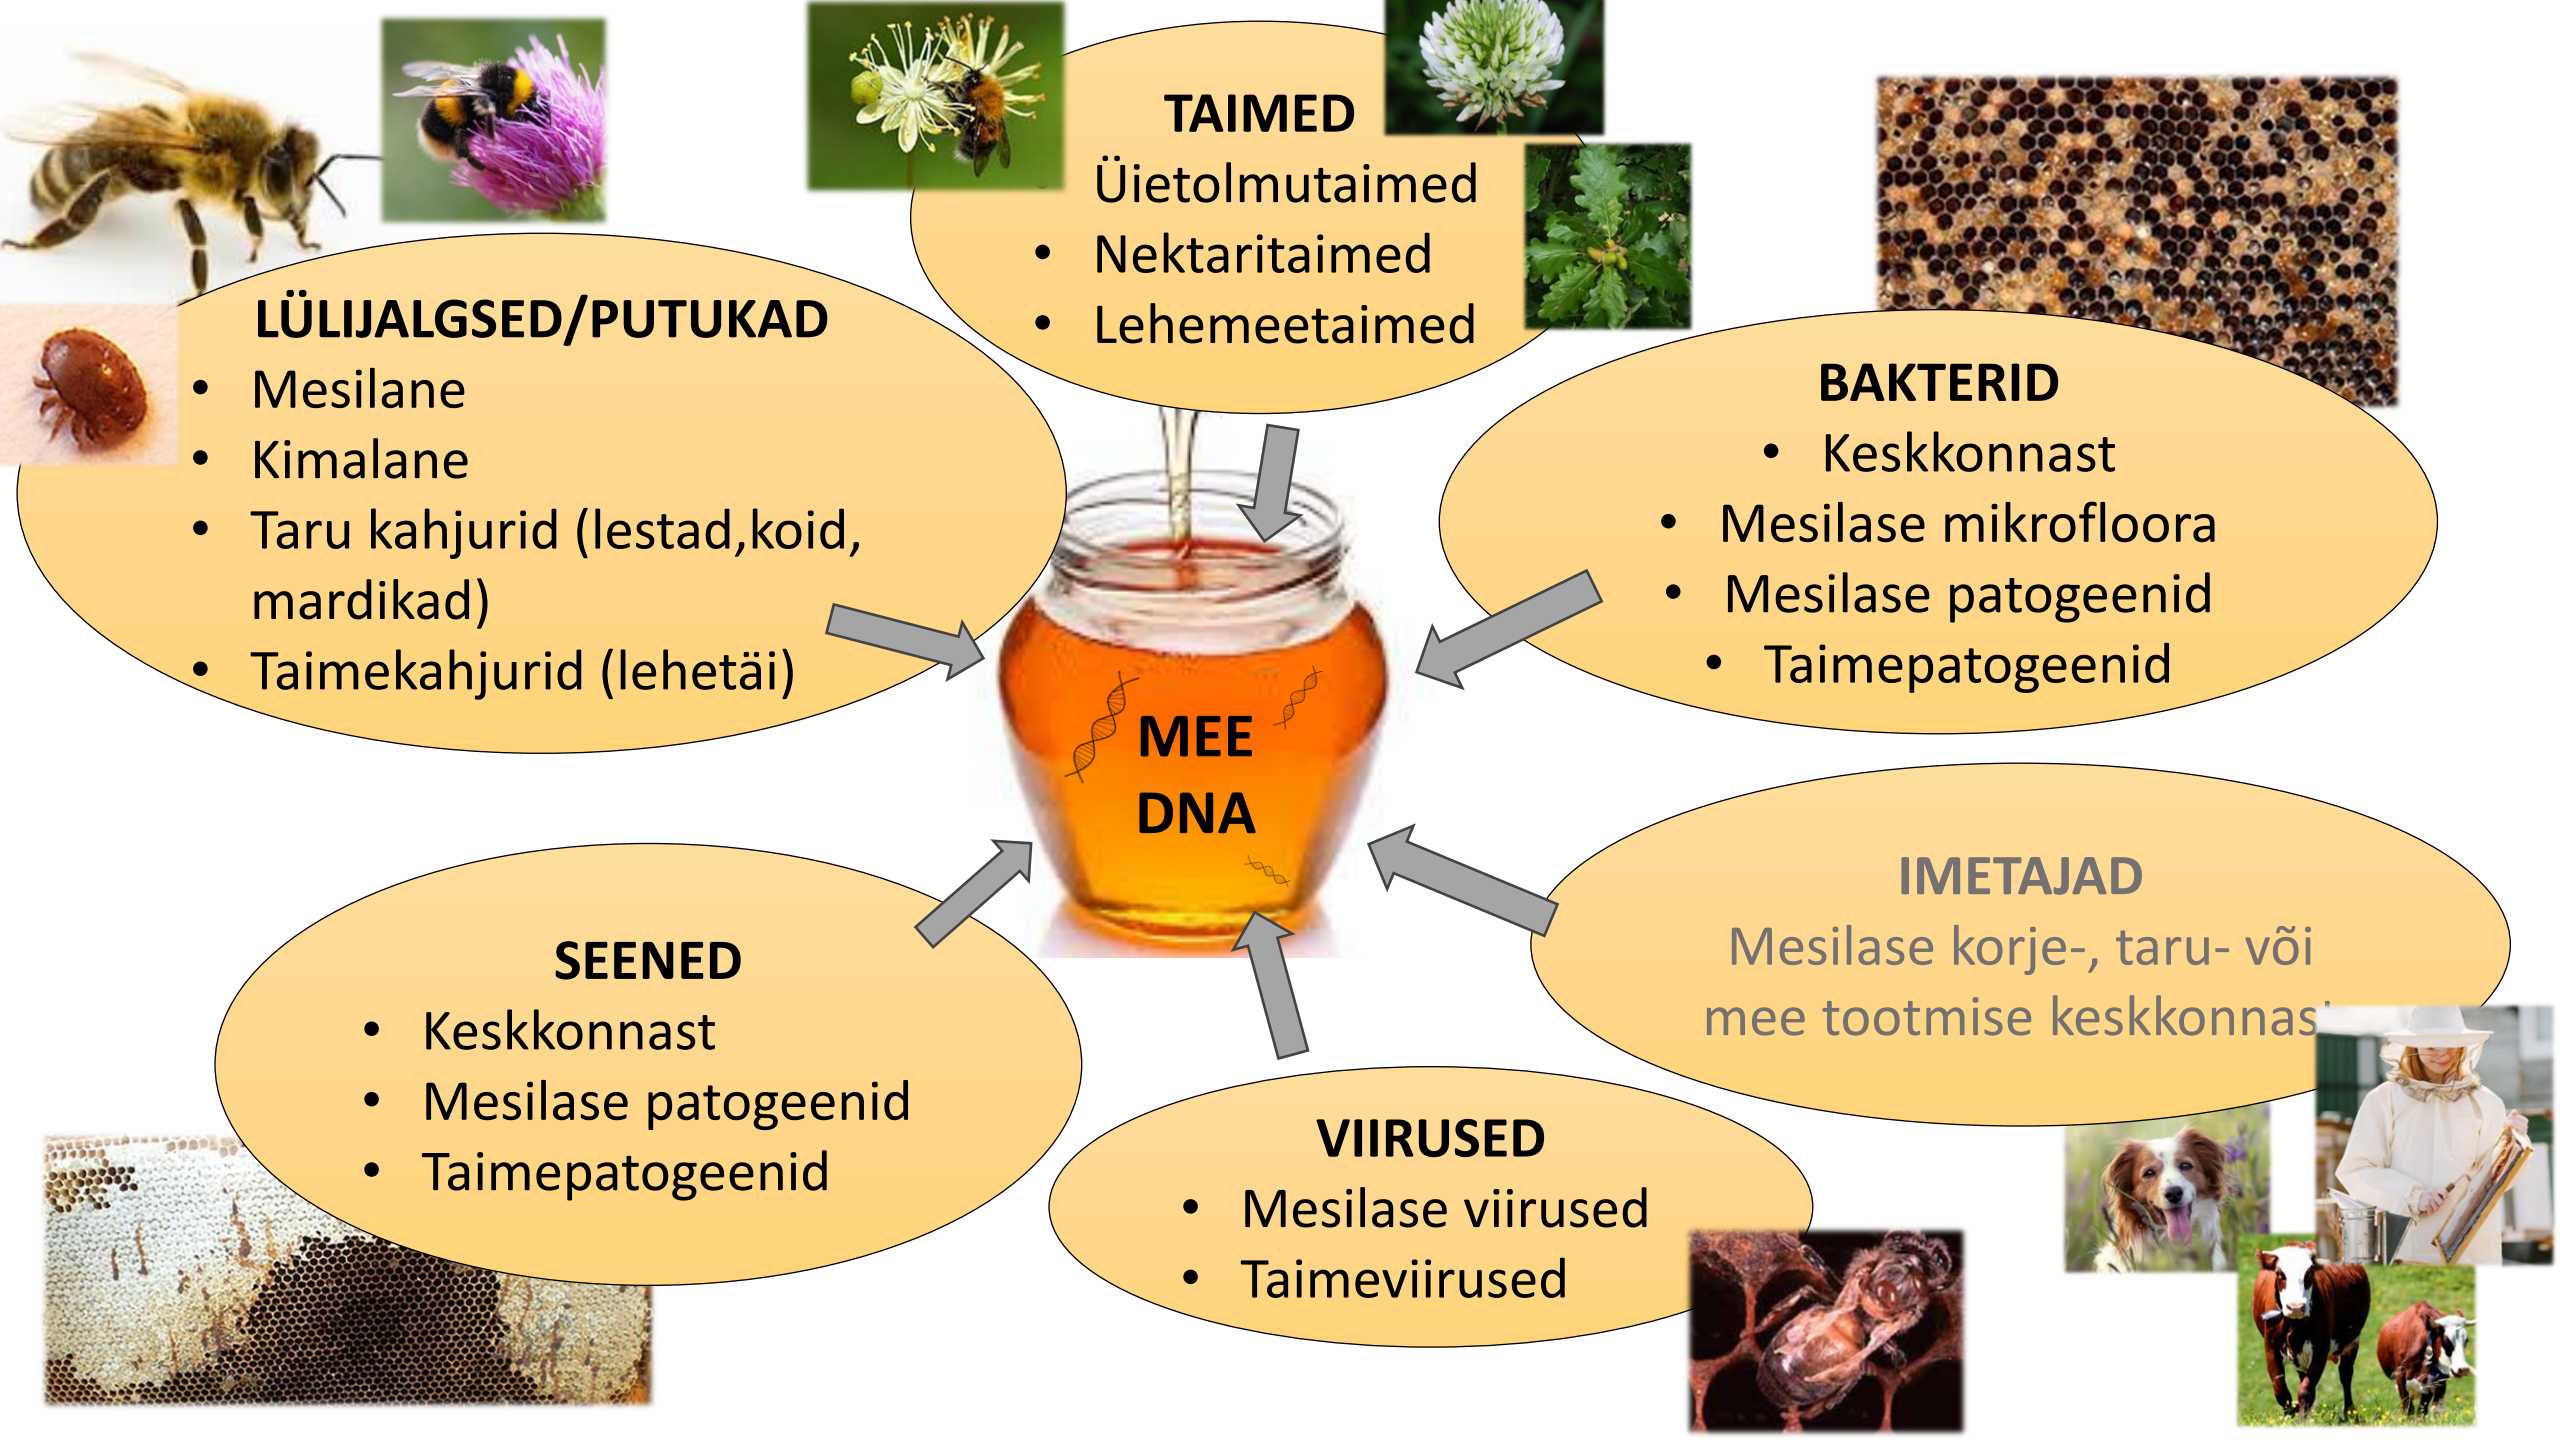 TAIMED
Üietolmutaimed
• Nektaritaimed
• Lehemeetaimed
LÜLIJALGSED/PUTUKAD
• Mesilane
• Kimalane
• Taru kahjurid (lestad,koid,
mardikad)
• Taimekahjurid (lehetäi)
BAKTERID
• Keskkonnast
• Mesilase mikrofloora
• Mesilase patogeenid
• Taimepatogeenid
MEE
DNA
IMETAJAD
Mesilase korje-, taru- või
mee tootmise keskkonnast
SEENED
• Keskkonnast
• Mesilase patogeenid
• Taimepatogeenid
VIIRUSED
• Mesilase viirused
• Taimeviirused